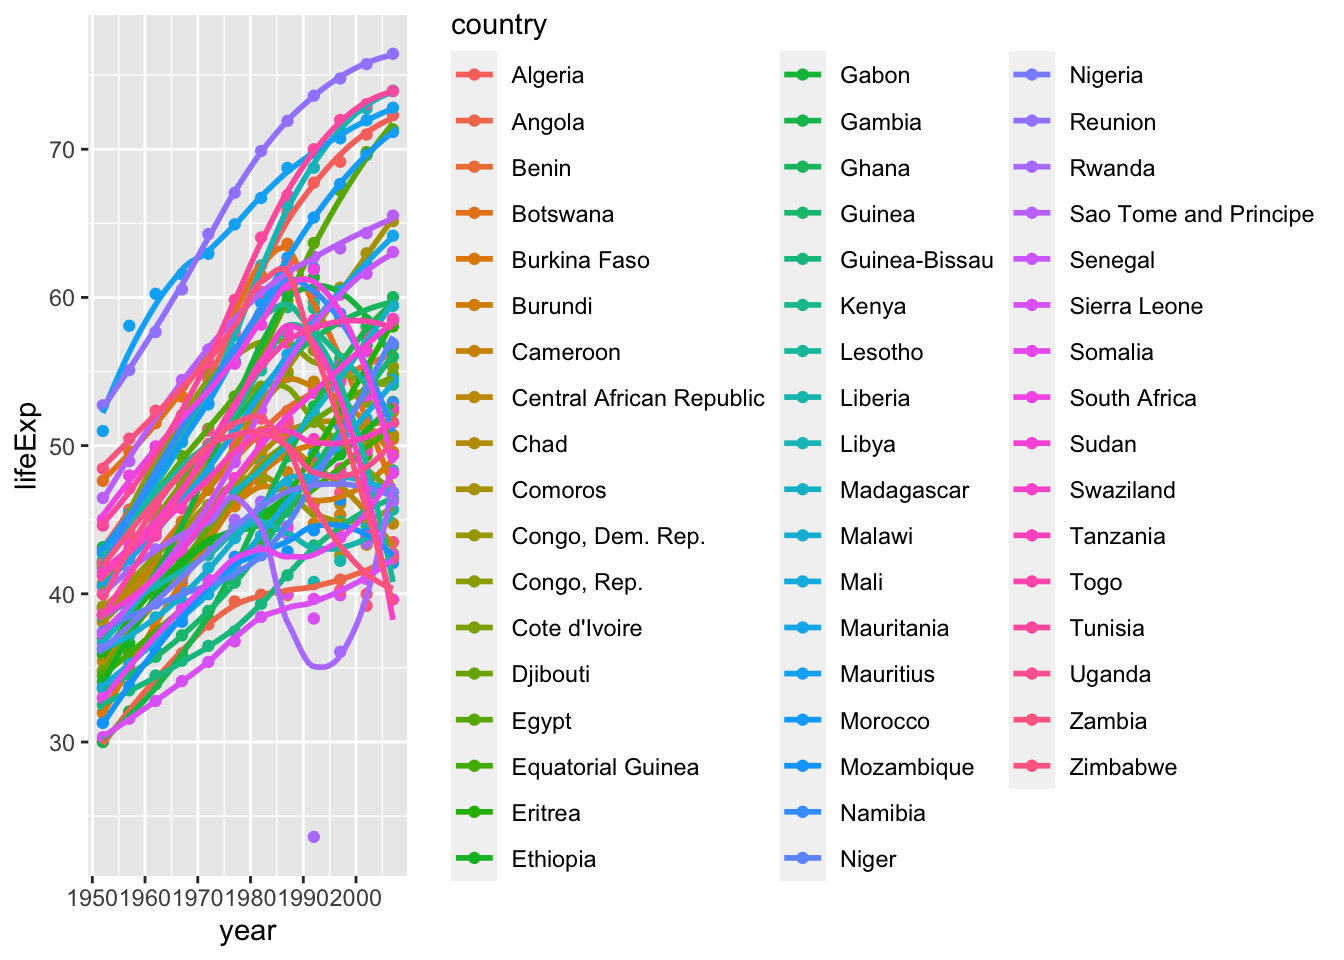 country
Algeria
Angola
Benin
Botswana
Burkina Faso
Burundi
Cameroon
Central African Republic
Chad
Comoros
Congo, Dem. Rep.
Congo, Rep.
Cote d'Ivoire
Djibouti
Egypt
Equatorial Guinea
Eritrea
Ethiopia
Gabon
Gambia
Ghana
Guinea
Guinea-Bissau
Kenya
Lesotho
Liberia
Libya
Madagascar
Malawi
Mali
Mauritania
Mauritius
Morocco
Mozambique
Namibia
Niger
Nigeria
Reunion
Rwanda
Sao Tome and Principe
Senegal
Sierra Leone
Somalia
South Africa
Sudan
Swaziland
Tanzania
Togo
Tunisia
Uganda
Zambia
Zimbabwe
lifeExp
70
60
50
40
30
1950 1960 1970 1980 1990 2000
year